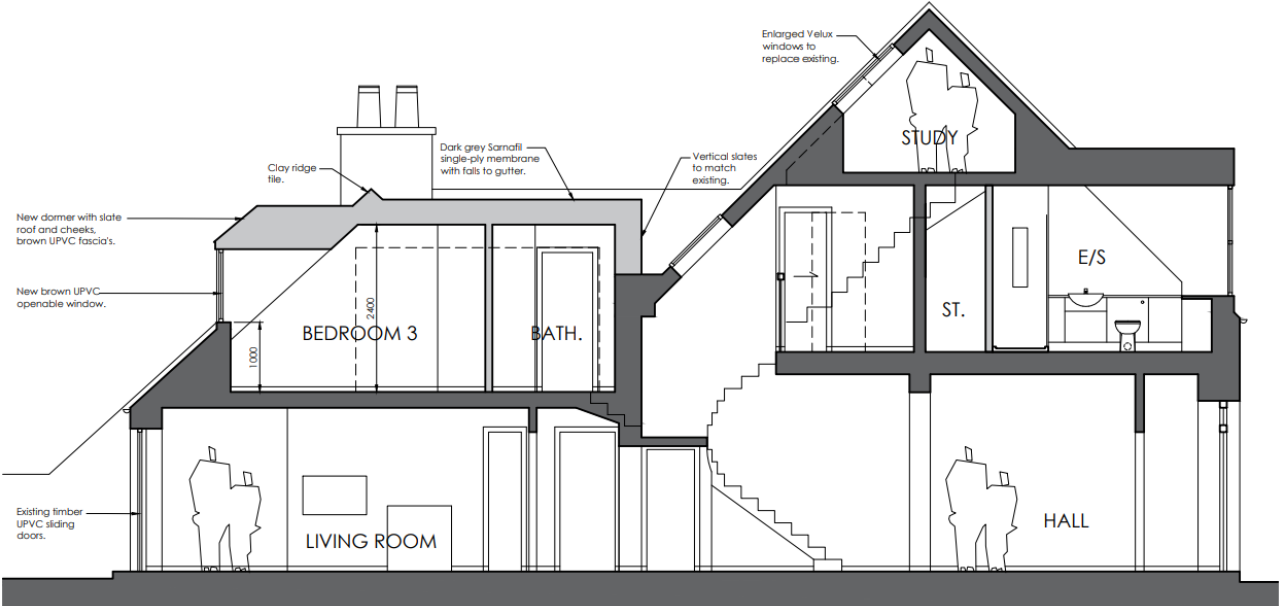 Enlarged Velux
windows to
replace existing.
STUDY
Dark grey Sarnafil
single-ply membrane
with falls to gutter.
Vertical slates
to match
existing.
Clay ridge
tile.
New dormer with slate
roof and cheeks,
brown UPVC fascia's.
New brown UPVC
openable window.
E/S
ST.
2400
1000
BEDROOM 3
BATH.
Existing timber
UPVC sliding
doors.
LIVING ROOM
HALL